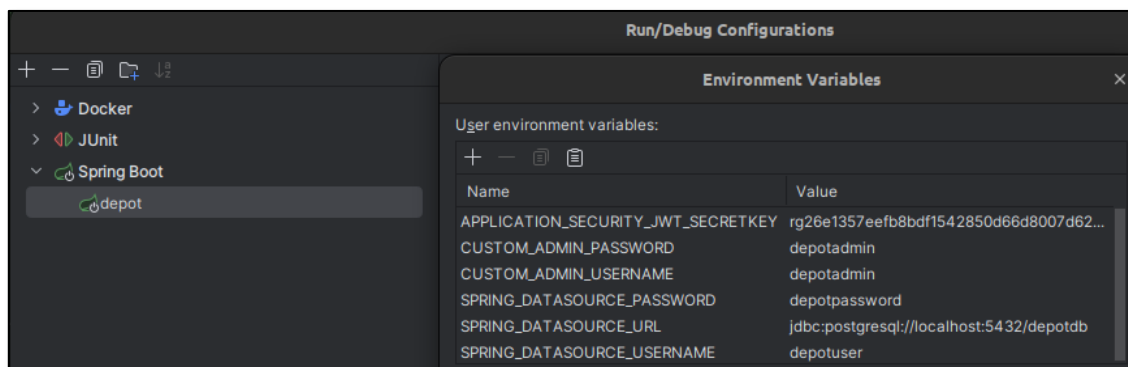 Run/Debug Configurations
Environment Variables
Docker
JUnit
Spring Boot
depot
User environment variables:
Name Value
APPLICATION_SECURITY_JWT_SECRETKEY rg26e1357eefb8bdf1542850d66d8007d62...
CUSTOM_ADMIN_PASSWORD depotadmin
CUSTOM_ADMIN_USERNAME depotadmin
SPRING_DATASOURCE_PASSWORD depotpassword
SPRING_DATASOURCE_URL jdbc:postgresql://localhost:5432/depotdb
SPRING_DATASOURCE_USERNAME depotuser